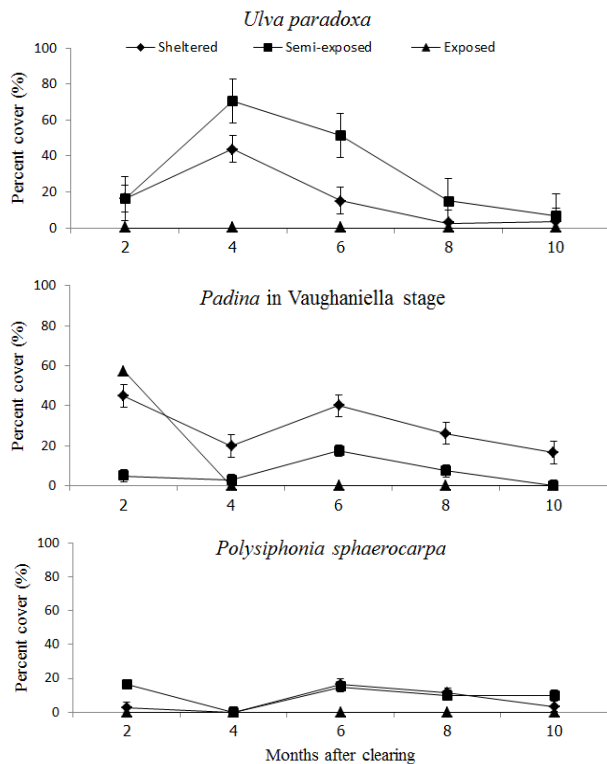 Ulva paradoxa
Sheltered Semi-exposed Exposed
Percent cover (%)
100
80
60
40
20
0
2 4 6 8 10
Padina in Vaughaniella stage
Percent cover (%)
100
80
60
40
20
0
2 4 6 8 10
Polysiphonia sphaerocarpa
Percent cover (%)
100
80
60
40
20
0
2 4 6 8 10
Months after clearing